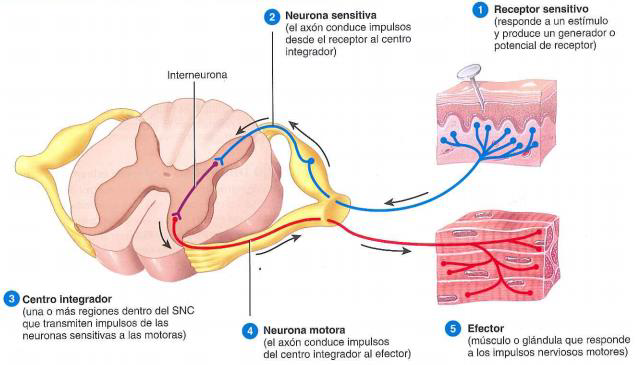 1 Receptor sensitivo
(responde a un estímulo
y produce un generador o
potencial de receptor)
2 Neurona sensitiva
(el axón conduce impulsos
desde el receptor al centro
integrador)
Interneurona
3 Centro integrador
(una o más regiones dentro del SNC
que transmiten impulsos de las
neuronas sensitivas a las motoras)
4 Neurona motora
(el axón conduce impulsos
del centro integrador al efector)
5 Efector
(músculo o glándula que responde
a los impulsos nerviosos motores)